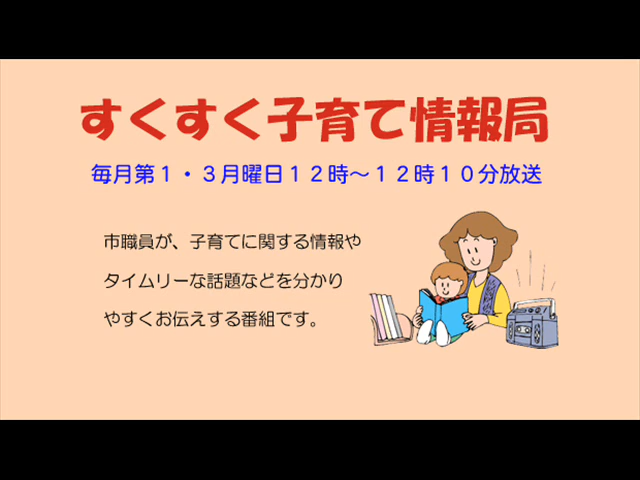 すくすく子育て情報局
毎月第１・３月曜日１２時～１２時１０分放送
市職員が、子育てに関する情報や
タイムリーな話題などを分かり
やすくお伝えする番組です。